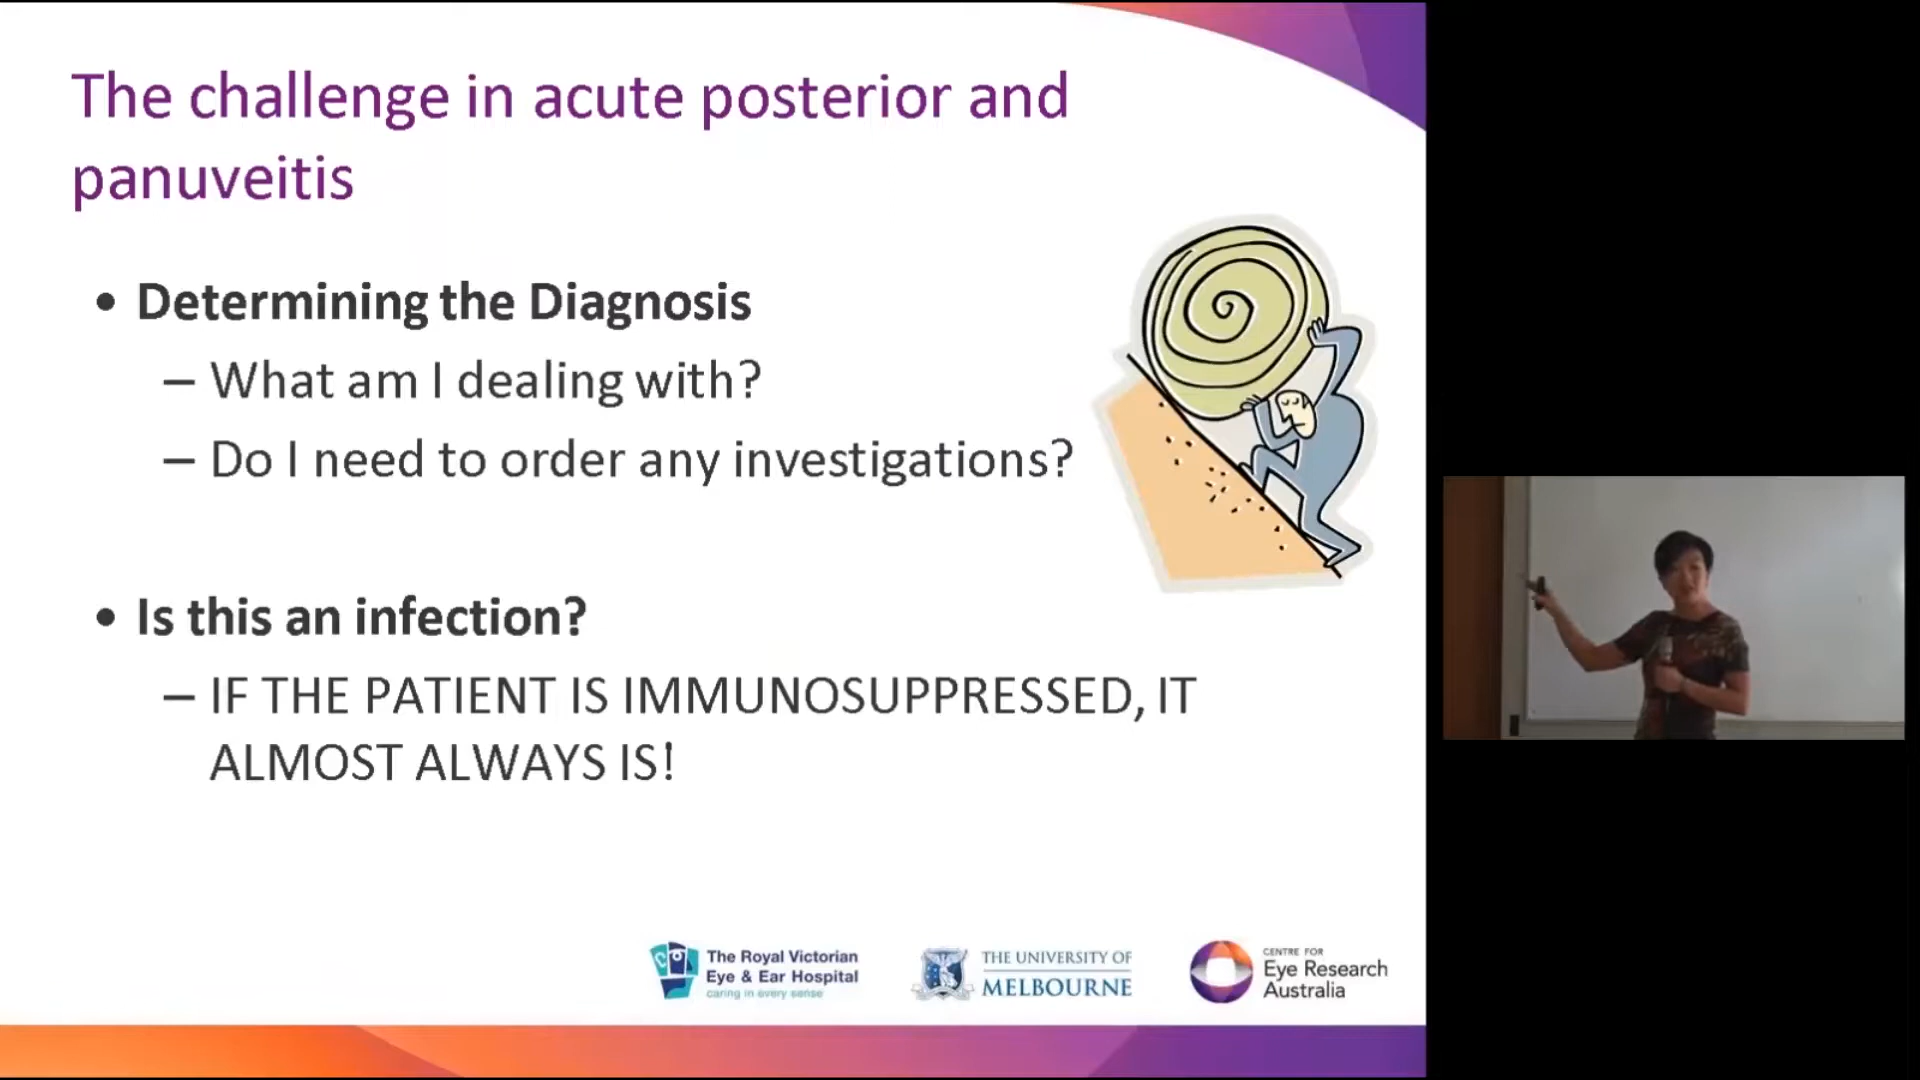 The challenge in acute posterior and
panuveitis
• Determining the Diagnosis
– What am I dealing with?
– Do I need to order any investigations?
• Is this an infection?
– IF THE PATIENT IS IMMUNOSUPPRESSED, IT
ALMOST ALWAYS IS!
The Royal Victorian
Eye & Ear Hospital
caring in every sense
THE UNIVERSITY OF
MELBOURNE
CENTRE FOR
Eye Research
Australia